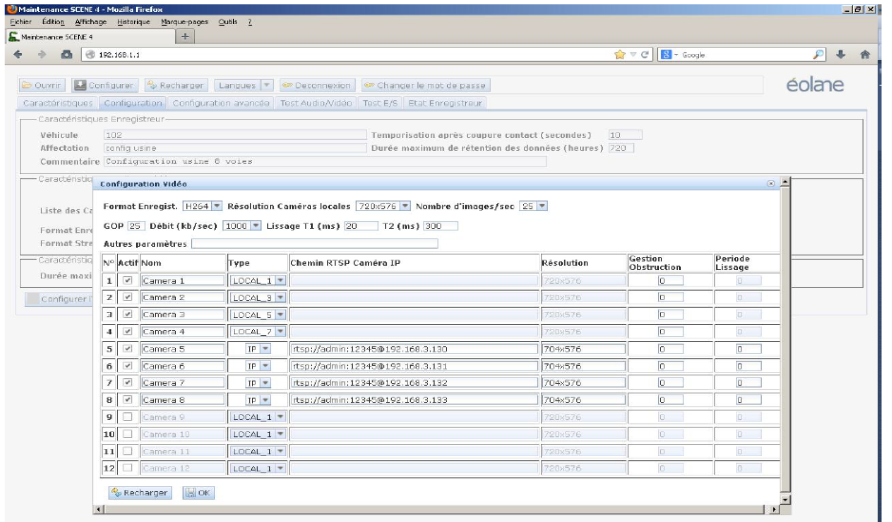 Maintenance SCENE 4 - Mozilla Firefox
Fichier Édition Affichage Historique Marque-pages Outils ?
Maintenance SCENE 4 +
192.168.1.1 Google
Ouvrir Configurer Recharger Langues Deconnexion Changer le mot de passe
éolane
Caractéristiques Configuration Configuration avancée Test Audio/Vidéo Test E/S Etat Enregistreur
Caractéristiques Enregistreur
Véhicule 102 Temporisation après coupure contact (secondes) 10
Affectation config usine Durée maximum de rétention des données (heures) 720
Commentaire Configuration usine 6 voies
Caractéristiq
Liste des Ca
Format Enre
Format Stre
Caractéristiq
Durée maxi
Configurer l'
Configuration Vidéo
Format Enregist. H264 Résolution Caméras locales 720x576 Nombre d'images/sec 25
GOP 25 Débit (kb/sec) 1000 Lissage T1 (ms) 20 T2 (ms) 300
Autres paramètres
N° Actif Nom Type Chemin RTSP Caméra IP Résolution Gestion Obstruction Periode Lissage
1 Camera 1 LOCAL_1 720x576 0 0
2 Camera 2 LOCAL_3 720x576 0 0
3 Camera 3 LOCAL_5 720x576 0 0
4 Camera 4 LOCAL_7 720x576 0 0
5 Camera 5 IP rtsp://admin:12345@192.168.3.130 704x576 0 0
6 Camera 6 IP rtsp://admin:12345@192.168.3.131 704x576 0 0
7 Camera 7 IP rtsp://admin:12345@192.168.3.132 704x576 0 0
8 Camera 8 IP rtsp://admin:12345@192.168.3.133 704x576 0 0
9 Camera 9 LOCAL_1 720x576 0 0
10 Camera 10 LOCAL_1 720x576 0 0
11 Camera 11 LOCAL_1 720x576 0 0
12 Camera 12 LOCAL_1 720x576 0 0
Recharger OK